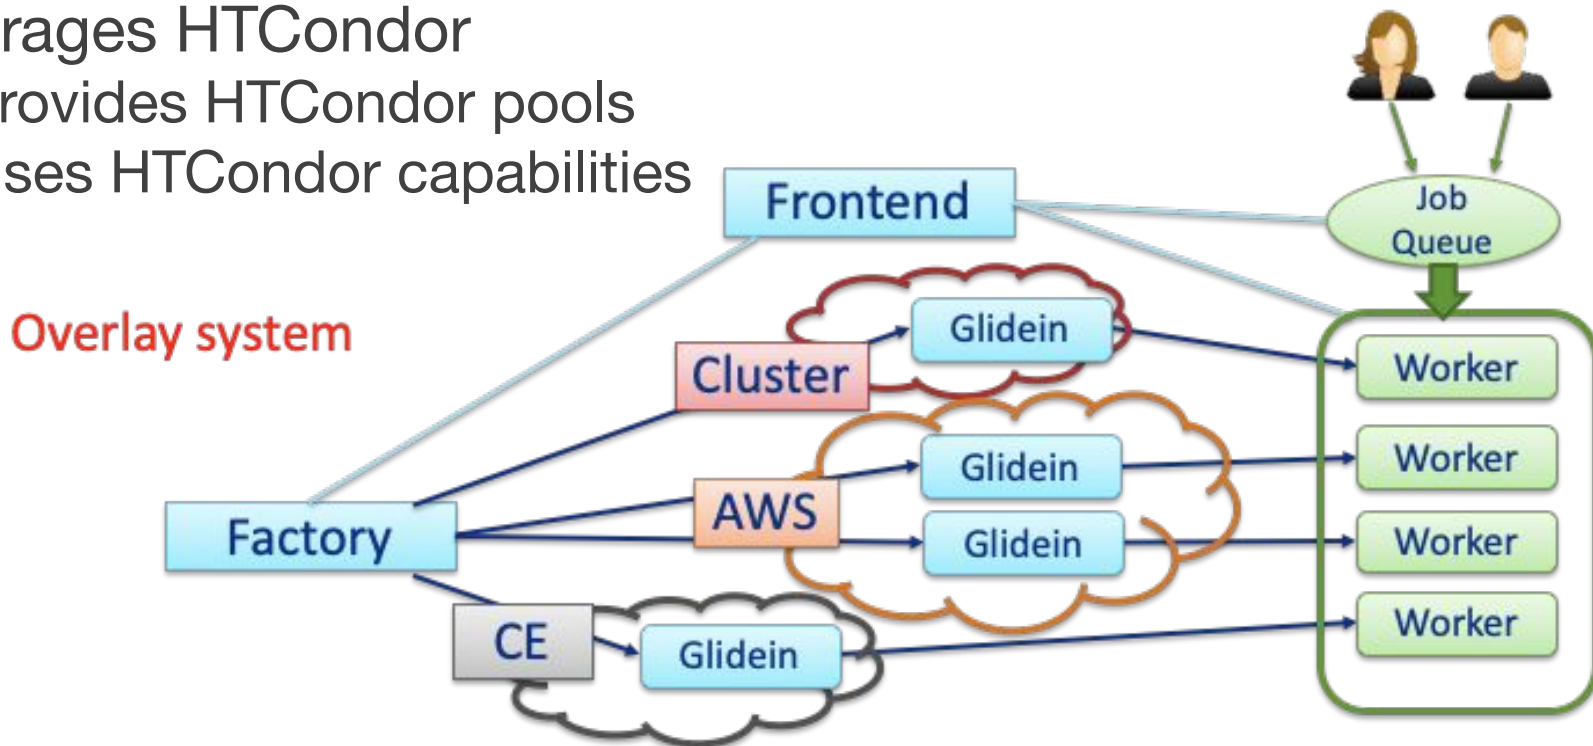 rages HTCondor
rovides HTCondor pools
ses HTCondor capabilities
Frontend
Job
Queue
Overlay system
Glidein
Cluster
Worker
Glidein
Worker
AWS
Factory
Glidein
Worker
CE
Glidein
Worker